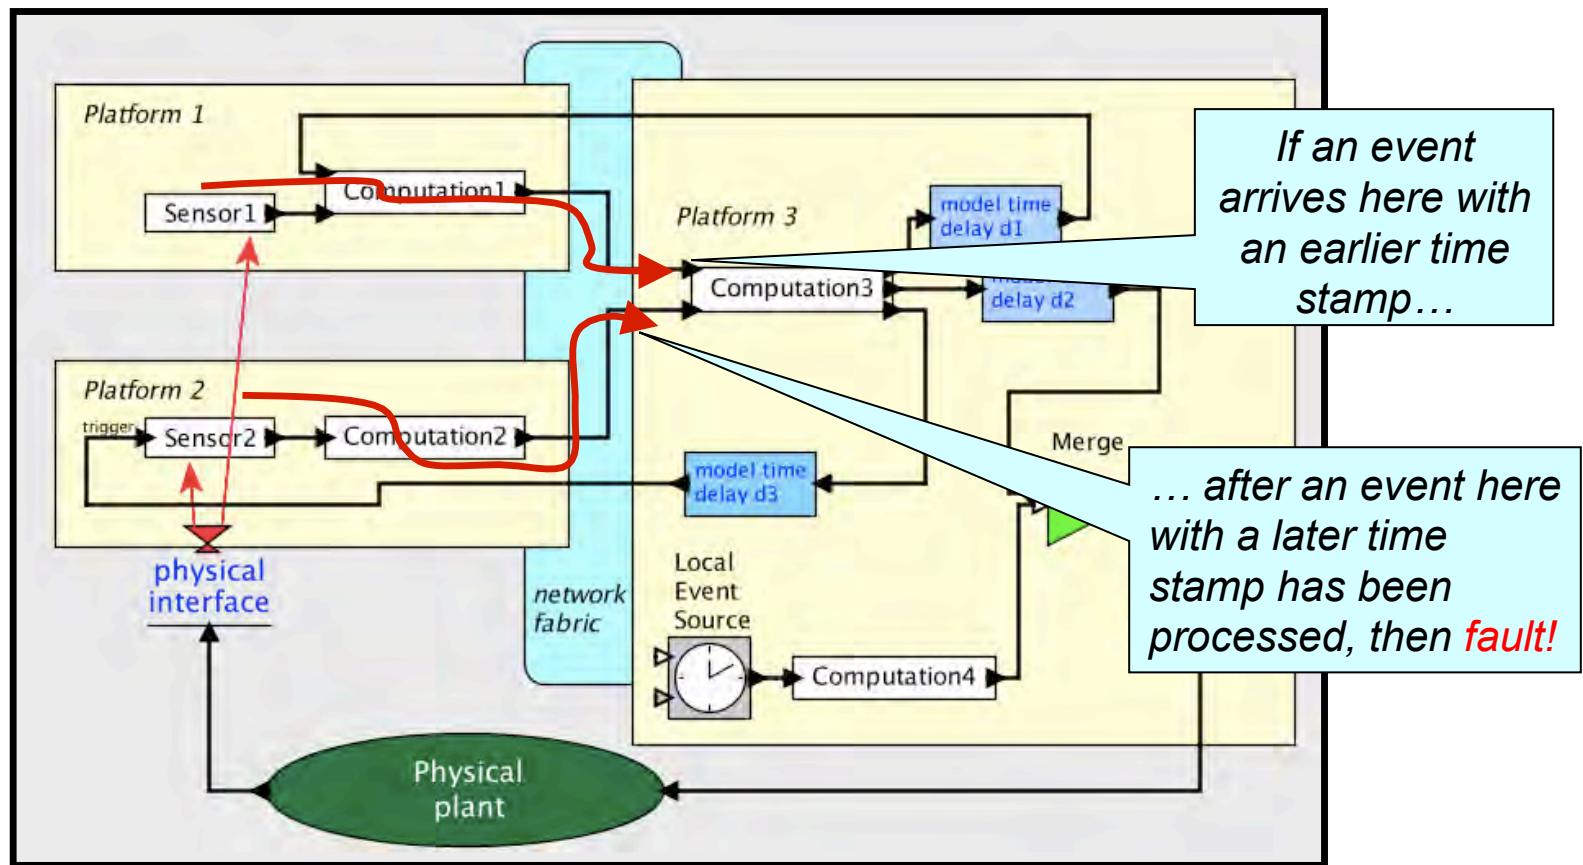 Platform 1
Sensor1
Computation1
Platform 3
model time
delay d1
Computation3
model time
delay d2
If an event
arrives here with
an earlier time
stamp…
Platform 2
trigger
Sensor2
Computation2
model time
delay d3
Merge
… after an event here
with a later time
stamp has been
processed, then fault!
physical
interface
network
fabric
Local
Event
Source
Computation4
Physical
plant